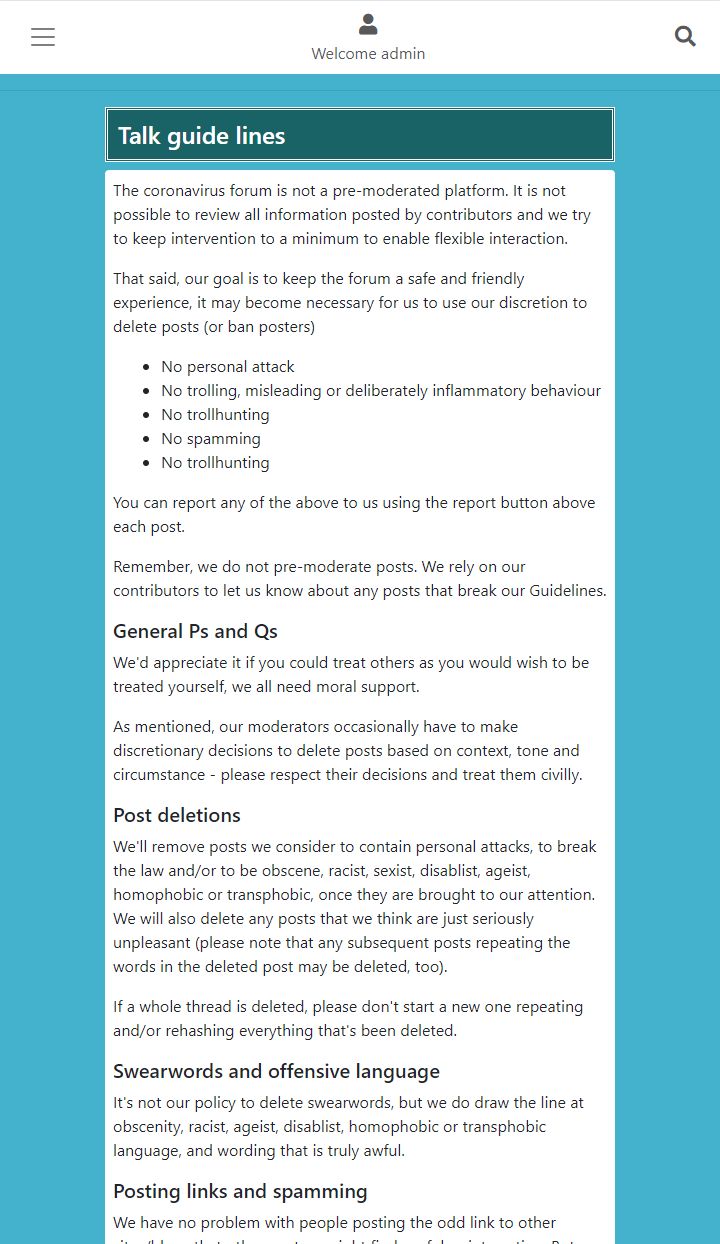 Welcome admin
Talk guide lines
The coronavirus forum is not a pre-moderated platform. It is not
possible to review all information posted by contributors and we try
to keep intervention to a minimum to enable flexible interaction.
That said, our goal is to keep the forum a safe and friendly
experience, it may become necessary for us to use our discretion to
delete posts (or ban posters)
No personal attack
No trolling, misleading or deliberately inflammatory behaviour
No trollhunting
No spamming
No trollhunting
You can report any of the above to us using the report button above
each post.
Remember, we do not pre-moderate posts. We rely on our
contributors to let us know about any posts that break our Guidelines.
General Ps and Qs
We'd appreciate it if you could treat others as you would wish to be
treated yourself, we all need moral support.
As mentioned, our moderators occasionally have to make
discretionary decisions to delete posts based on context, tone and
circumstance - please respect their decisions and treat them civilly.
Post deletions
We'll remove posts we consider to contain personal attacks, to break
the law and/or to be obscene, racist, sexist, disablist, ageist,
homophobic or transphobic, once they are brought to our attention.
We will also delete any posts that we think are just seriously
unpleasant (please note that any subsequent posts repeating the
words in the deleted post may be deleted, too).
If a whole thread is deleted, please don't start a new one repeating
and/or rehashing everything that's been deleted.
Swearwords and offensive language
It's not our policy to delete swearwords, but we do draw the line at
obscenity, racist, ageist, disablist, homophobic or transphobic
language, and wording that is truly awful.
Posting links and spamming
We have no problem with people posting the odd link to other